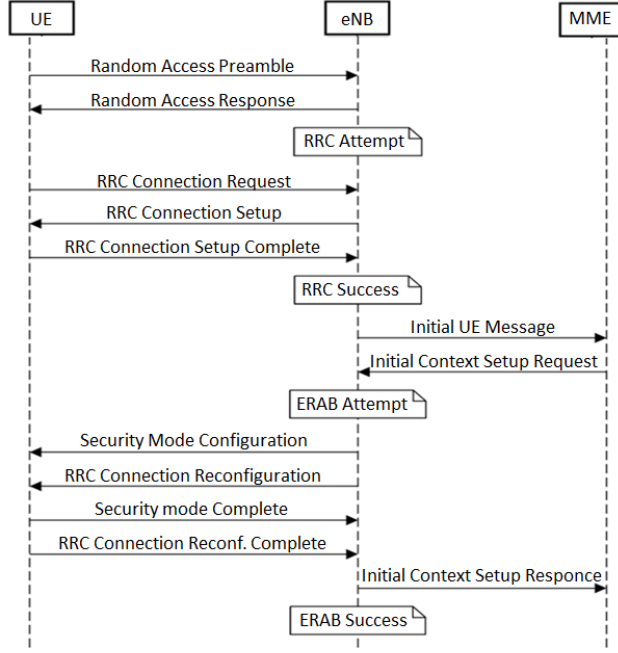 UE
eNB
MME
Random Access Preamble
Random Access Response
RRC Attempt
RRC Connection Request
RRC Connection Setup
RRC Connection Setup Complete
RRC Success
Initial UE Message
Initial Context Setup Request
ERAB Attempt
Security Mode Configuration
RRC Connection Reconfiguration
Security mode Complete
RRC Connection Reconf. Complete
Initial Context Setup Responce
ERAB Success